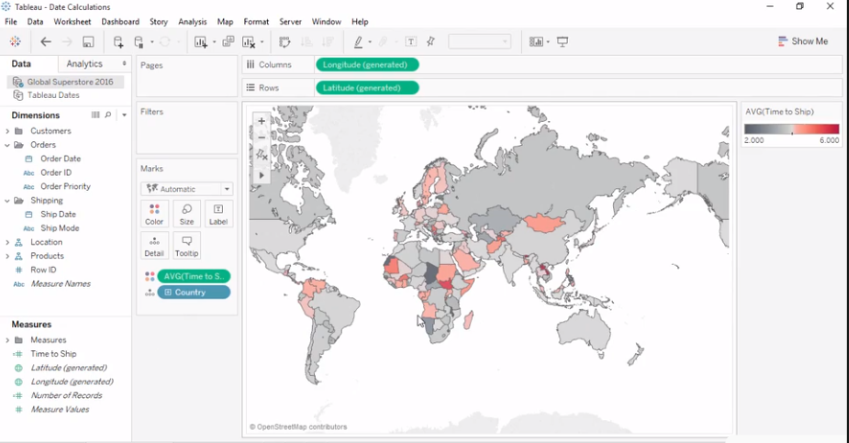 Tableau - Date Calculations
File Data Worksheet Dashboard Story Analysis Map Format Server Window Help
Show Me
Data Analytics
Global Superstore 2016
Tableau Dates
Dimensions
Customers
Orders
Order Date
Abc Order ID
Abc Order Priority
Shipping
Ship Date
Abc Ship Mode
Location
Products
Row ID
Abc Measure Names
Measures
Measures
Time to Ship
Latitude (generated)
Longitude (generated)
Number of Records
Measure Values
Pages
Filters
Marks
Automatic
Color Size Label
Detail Tooltip
AVG(Time to S..
Country
Columns Longitude (generated)
Rows Latitude (generated)
© OpenStreetMap contributors
AVG(Time to Ship)
2.000 6.000